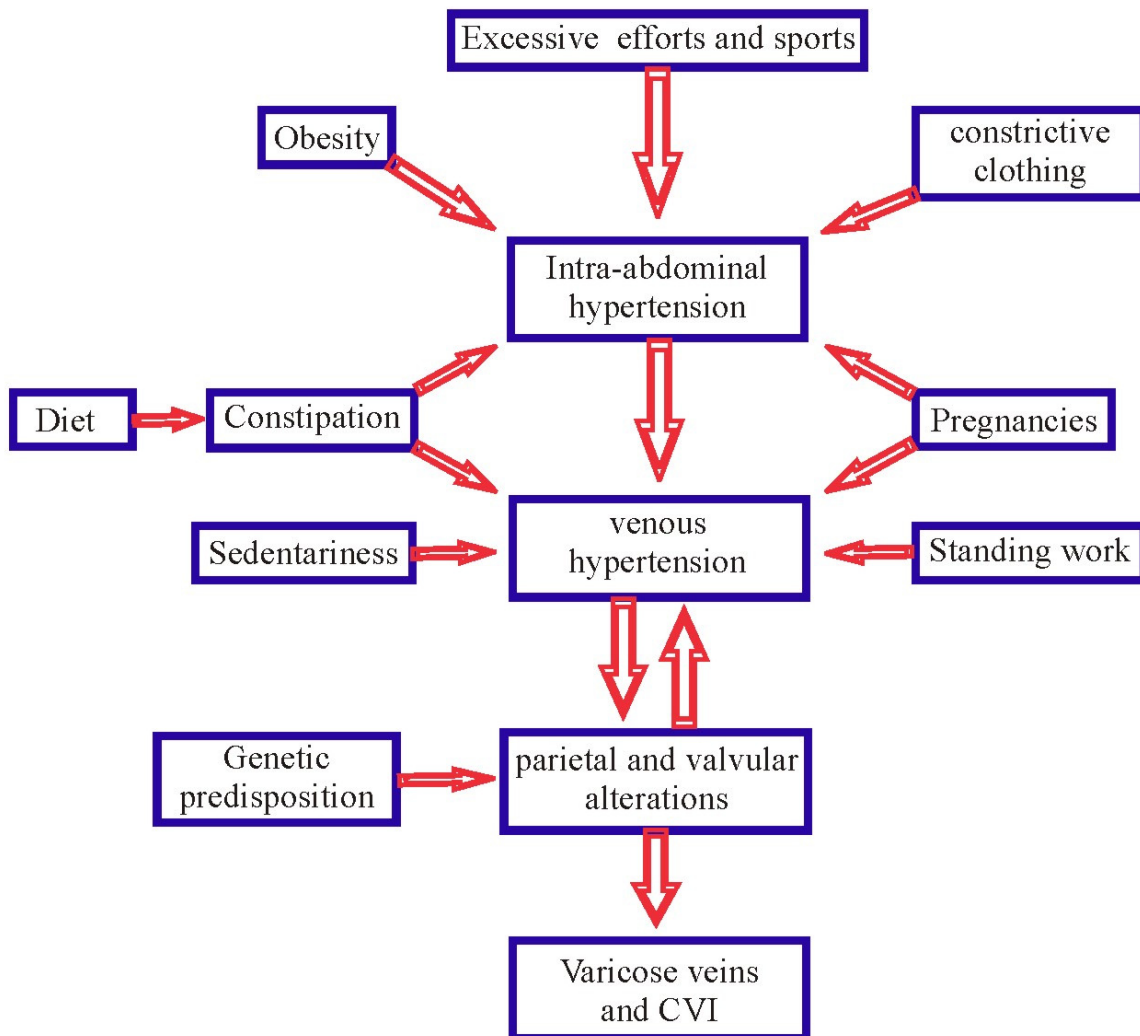 Excessive efforts and sports
Obesity
constrictive
clothing
Intra-abdominal
hypertension
Diet
Constipation
Pregnancies
venous
hypertension
Sedentariness
Standing work
Genetic
predisposition
parietal and valvular
alterations
Varicose veins
and CVI